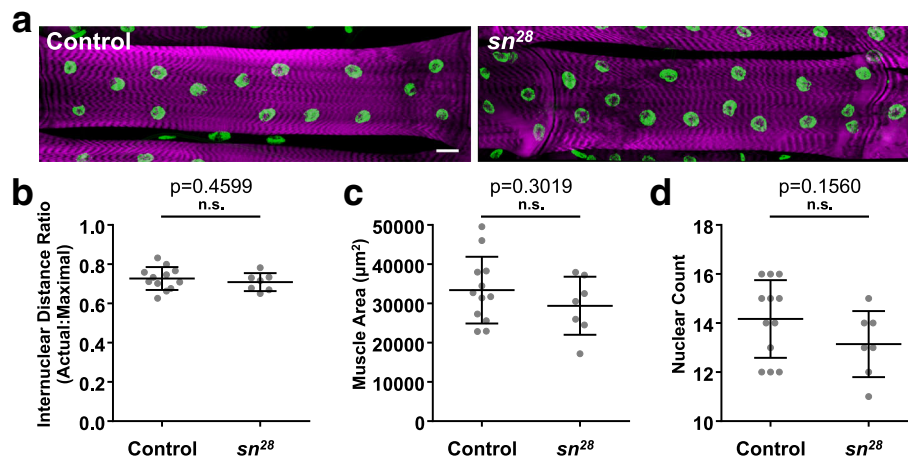 a
Control
sn28
b
p=0.4599
n.s.
Internuclear Distance Ratio
(Actual:Maximal)
1.0
0.8
0.6
0.4
0.2
0.0
Control
sn28
c
p=0.3019
n.s.
Muscle Area (µm²)
50000
40000
30000
20000
10000
0
Control
sn28
d
p=0.1560
n.s.
Nuclear Count
18
16
14
12
10
Control
sn28